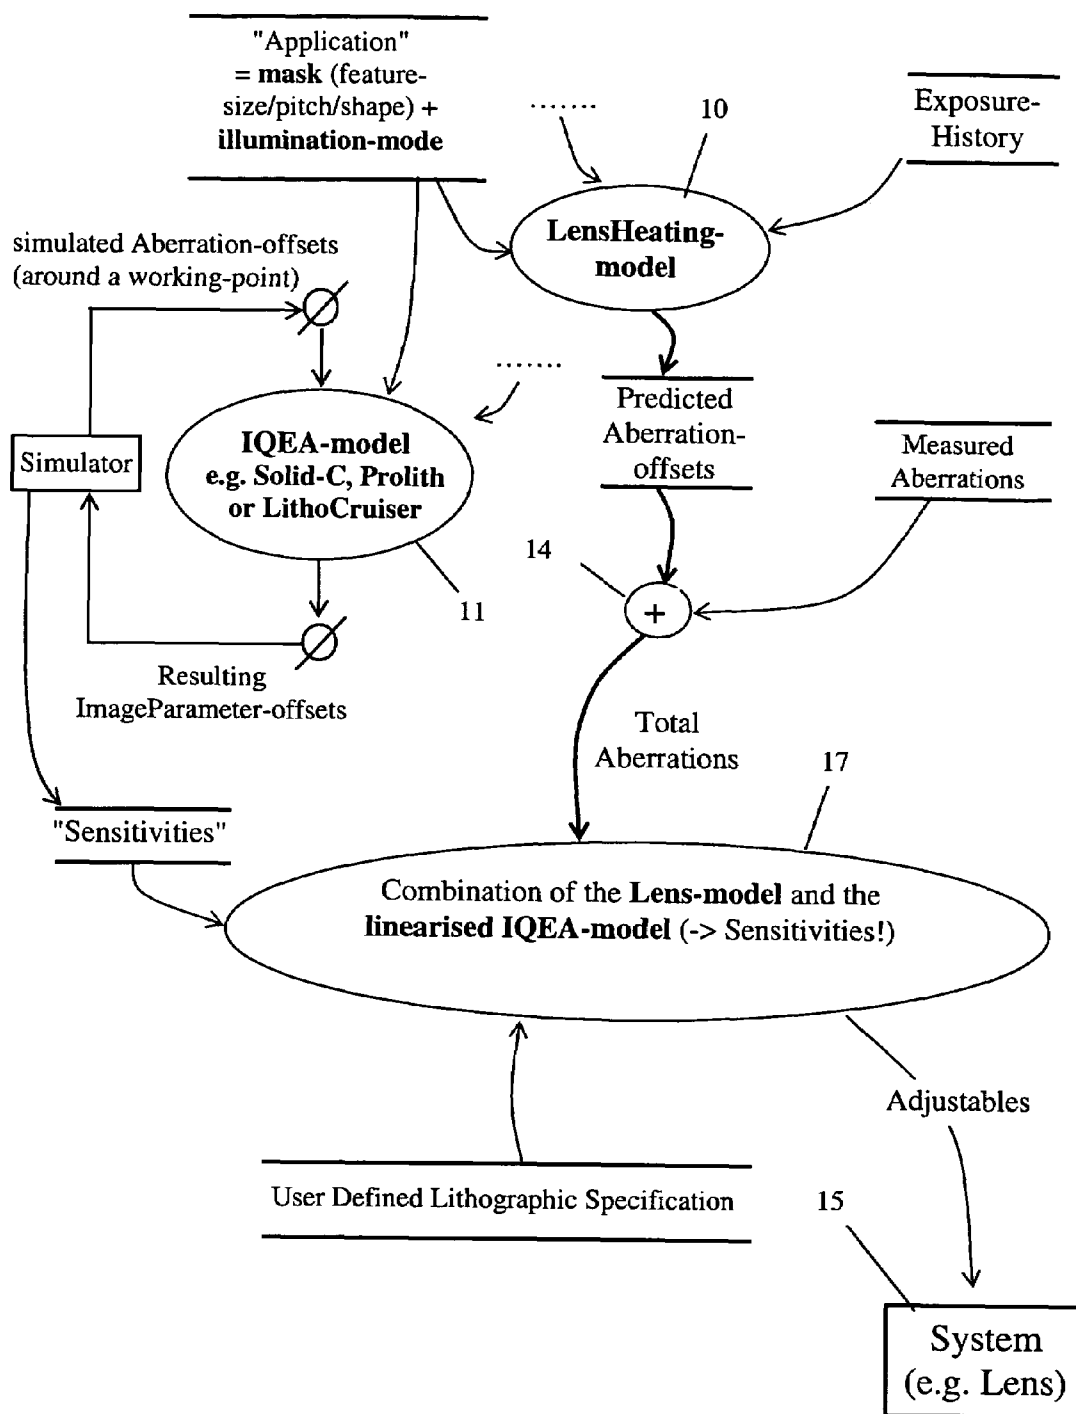 "Application"
= mask (feature-
size/pitch/shape) +
illumination-mode
10
Exposure-
History
LensHeating-
model
simulated Aberration-offsets
(around a working-point)
Simulator
IQEA-model
e.g. Solid-C, Prolith
or LithoCruiser
11
Predicted
Aberration-
offsets
Measured
Aberrations
14
+
Resulting
ImageParameter-offsets
Total
Aberrations
17
"Sensitivities"
Combination of the Lens-model and the
linearised IQEA-model (-> Sensitivities!)
Adjustables
User Defined Lithographic Specification
15
System
(e.g. Lens)